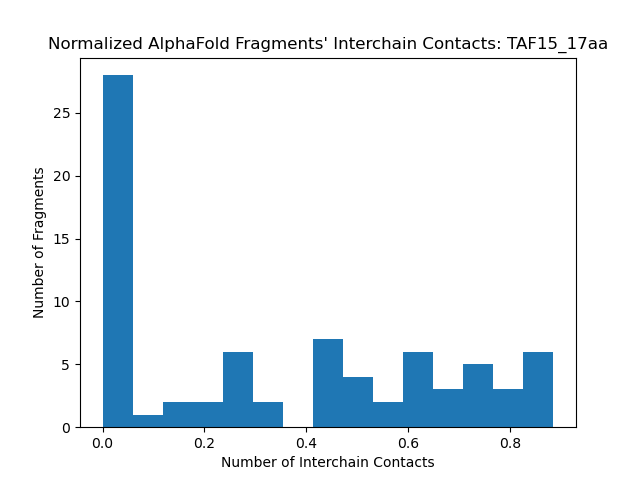 Normalized AlphaFold Fragments' Interchain Contacts: TAF15_17aa
Number of Fragments
25
20
15
10
5
0
0.0 0.2 0.4 0.6 0.8
Number of Interchain Contacts